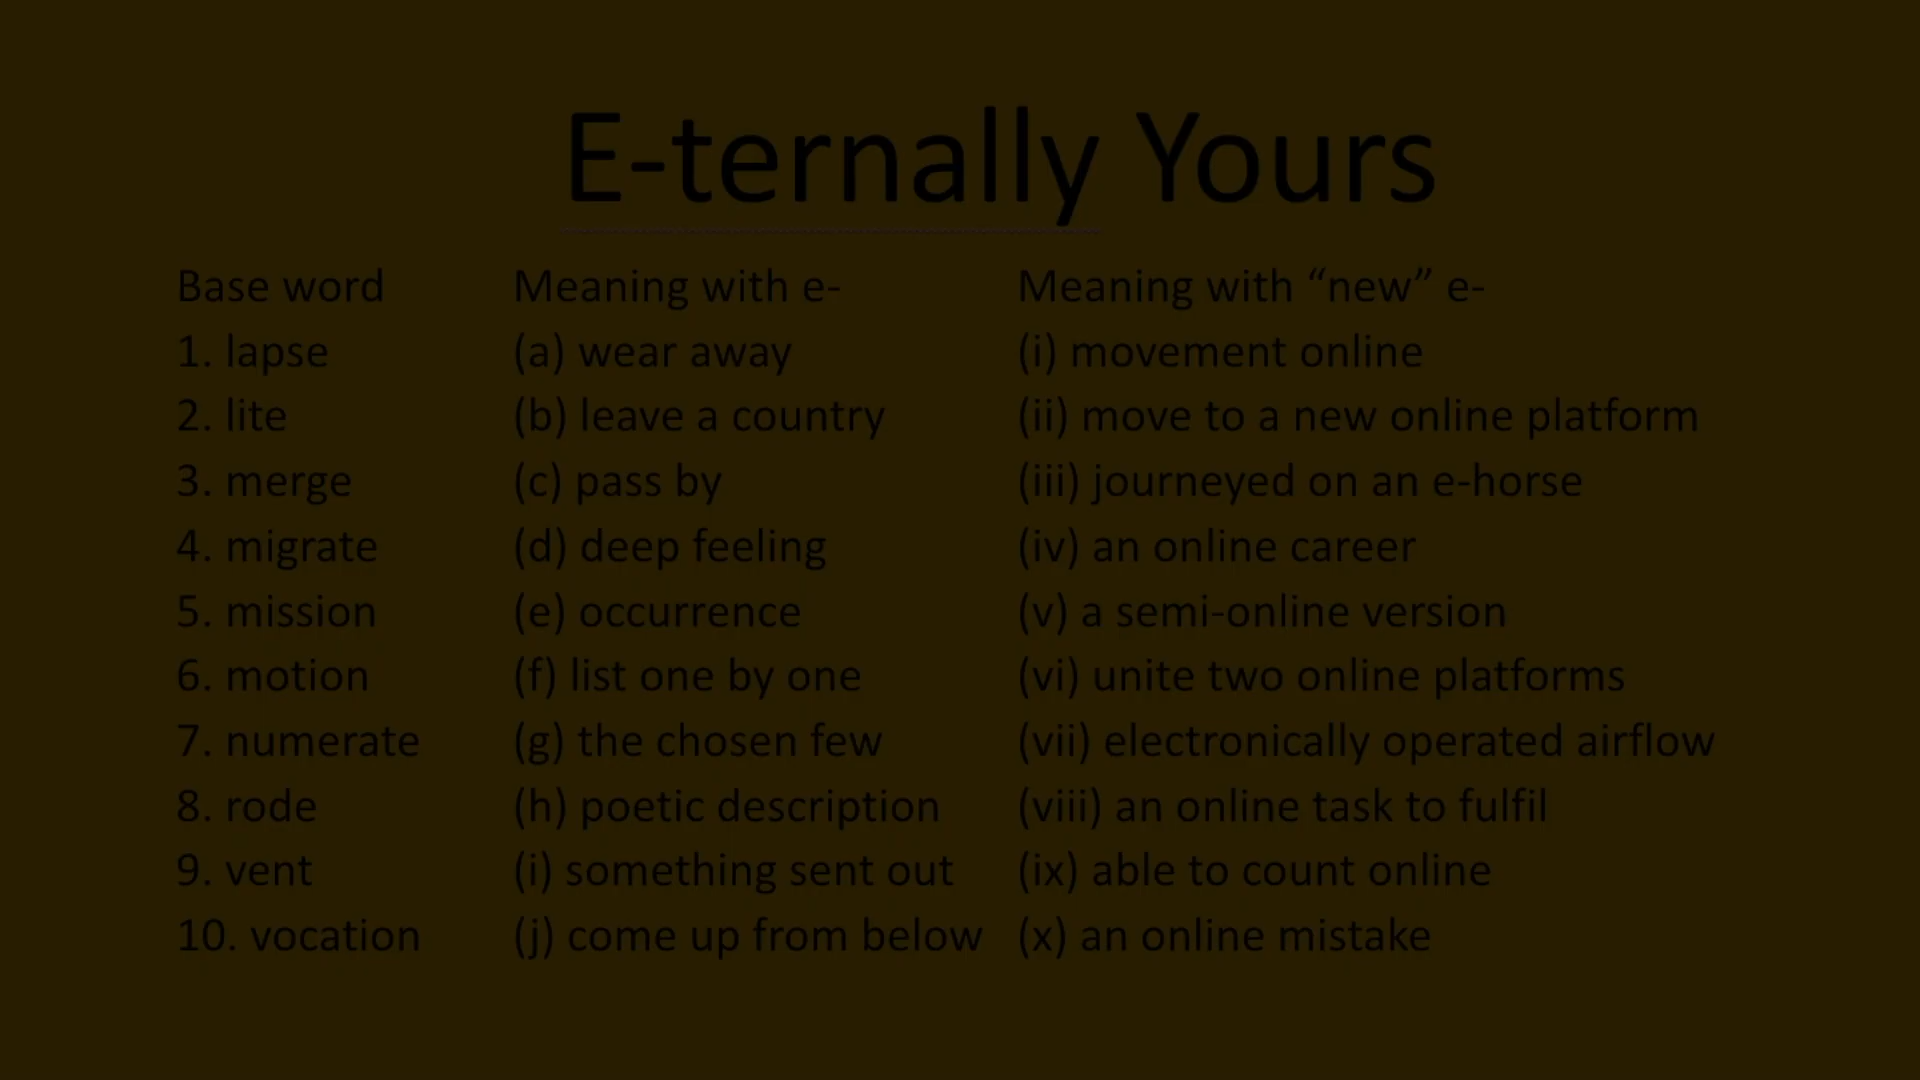 E-ternally Yours
Base word Meaning with e- Meaning with “new” e-
1. lapse (a) wear away (i) movement online
2. lite (b) leave a country (ii) move to a new online platform
3. merge (c) pass by (iii) journeyed on an e-horse
4. migrate (d) deep feeling (iv) an online career
5. mission (e) occurrence (v) a semi-online version
6. motion (f) list one by one (vi) unite two online platforms
7. numerate (g) the chosen few (vii) electronically operated airflow
8. rode (h) poetic description (viii) an online task to fulfil
9. vent (i) something sent out (ix) able to count online
10. vocation (j) come up from below (x) an online mistake